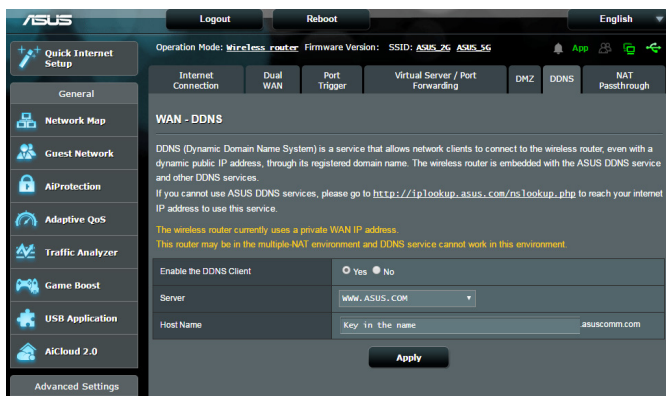 ASUS
Logout
Reboot
English
Quick Internet Setup
General
Network Map
Guest Network
AiProtection
Adaptive QoS
Traffic Analyzer
Game Boost
USB Application
AiCloud 2.0
Advanced Settings
Operation Mode: Wireless router Firmware Version: SSID: ASUS_2G ASUS_5G
App
Internet Connection
Dual WAN
Port Trigger
Virtual Server / Port Forwarding
DMZ
DDNS
NAT Passthrough
WAN - DDNS
DDNS (Dynamic Domain Name System) is a service that allows network clients to connect to the wireless router, even with a
dynamic public IP address, through its registered domain name. The wireless router is embedded with the ASUS DDNS service
and other DDNS services.
If you cannot use ASUS DDNS services, please go to http://iplookup.asus.com/nslookup.php to reach your internet
IP address to use this service.
The wireless router currently uses a private WAN IP address.
This router may be in the multiple-NAT environment and DDNS service cannot work in this environment.
Enable the DDNS Client
Yes No
Server
WWW.ASUS.COM
Host Name
Key in the name
.asuscomm.com
Apply